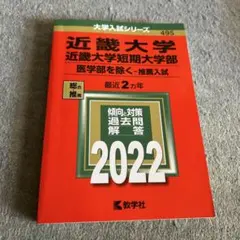 大学入試シリーズ
495
近畿大学
近畿大学短期大学部
医学部を除く－推薦入試
総合
推薦
最近2カ年
傾向と対策
過去問
解答
2022
教学社